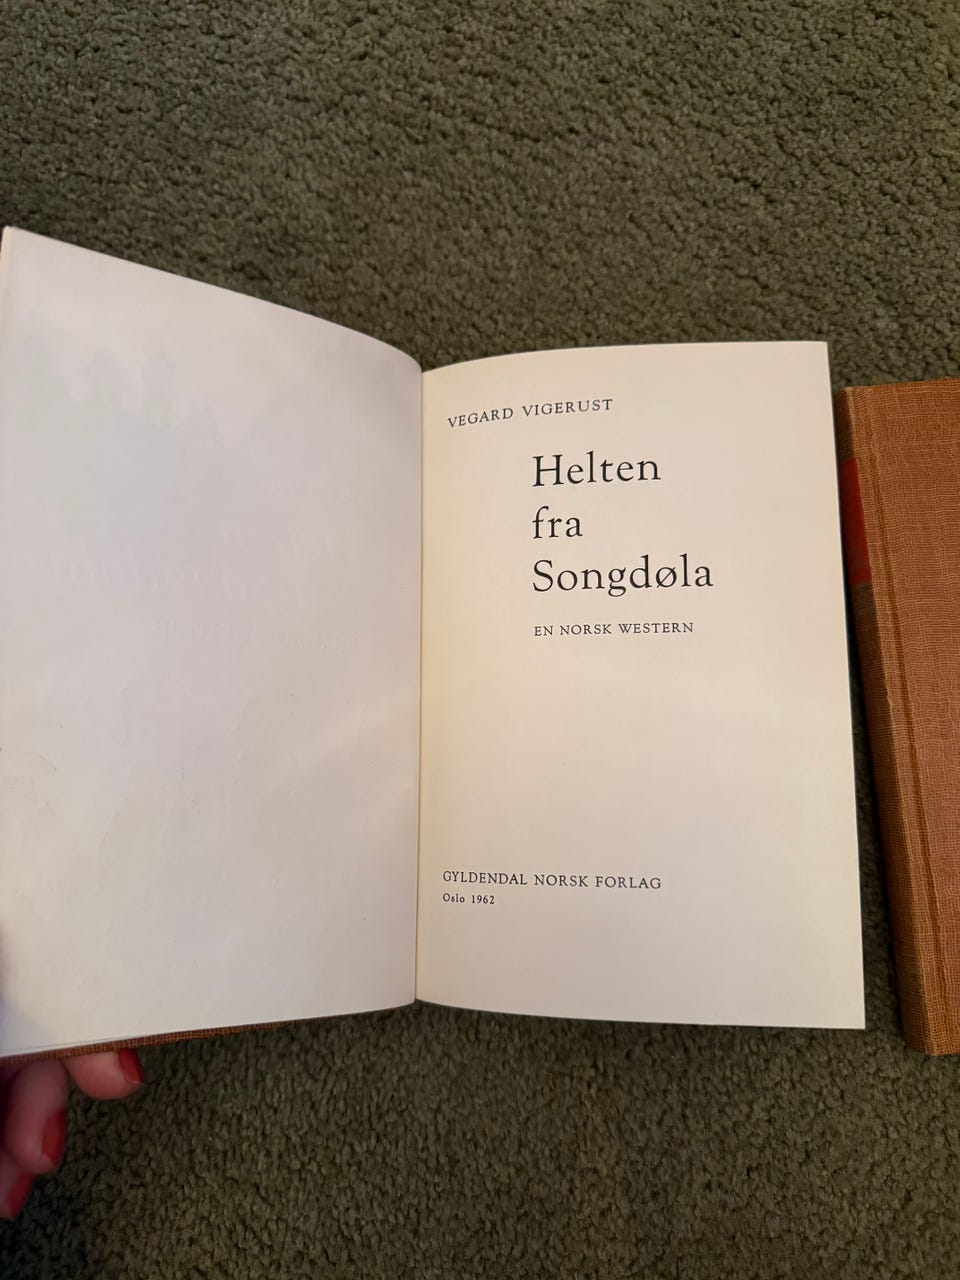 VEGARD VIGERUST
Helten
fra
Songdøla
EN NORSK WESTERN
GYLDENDAL NORSK FORLAG
Oslo 1962